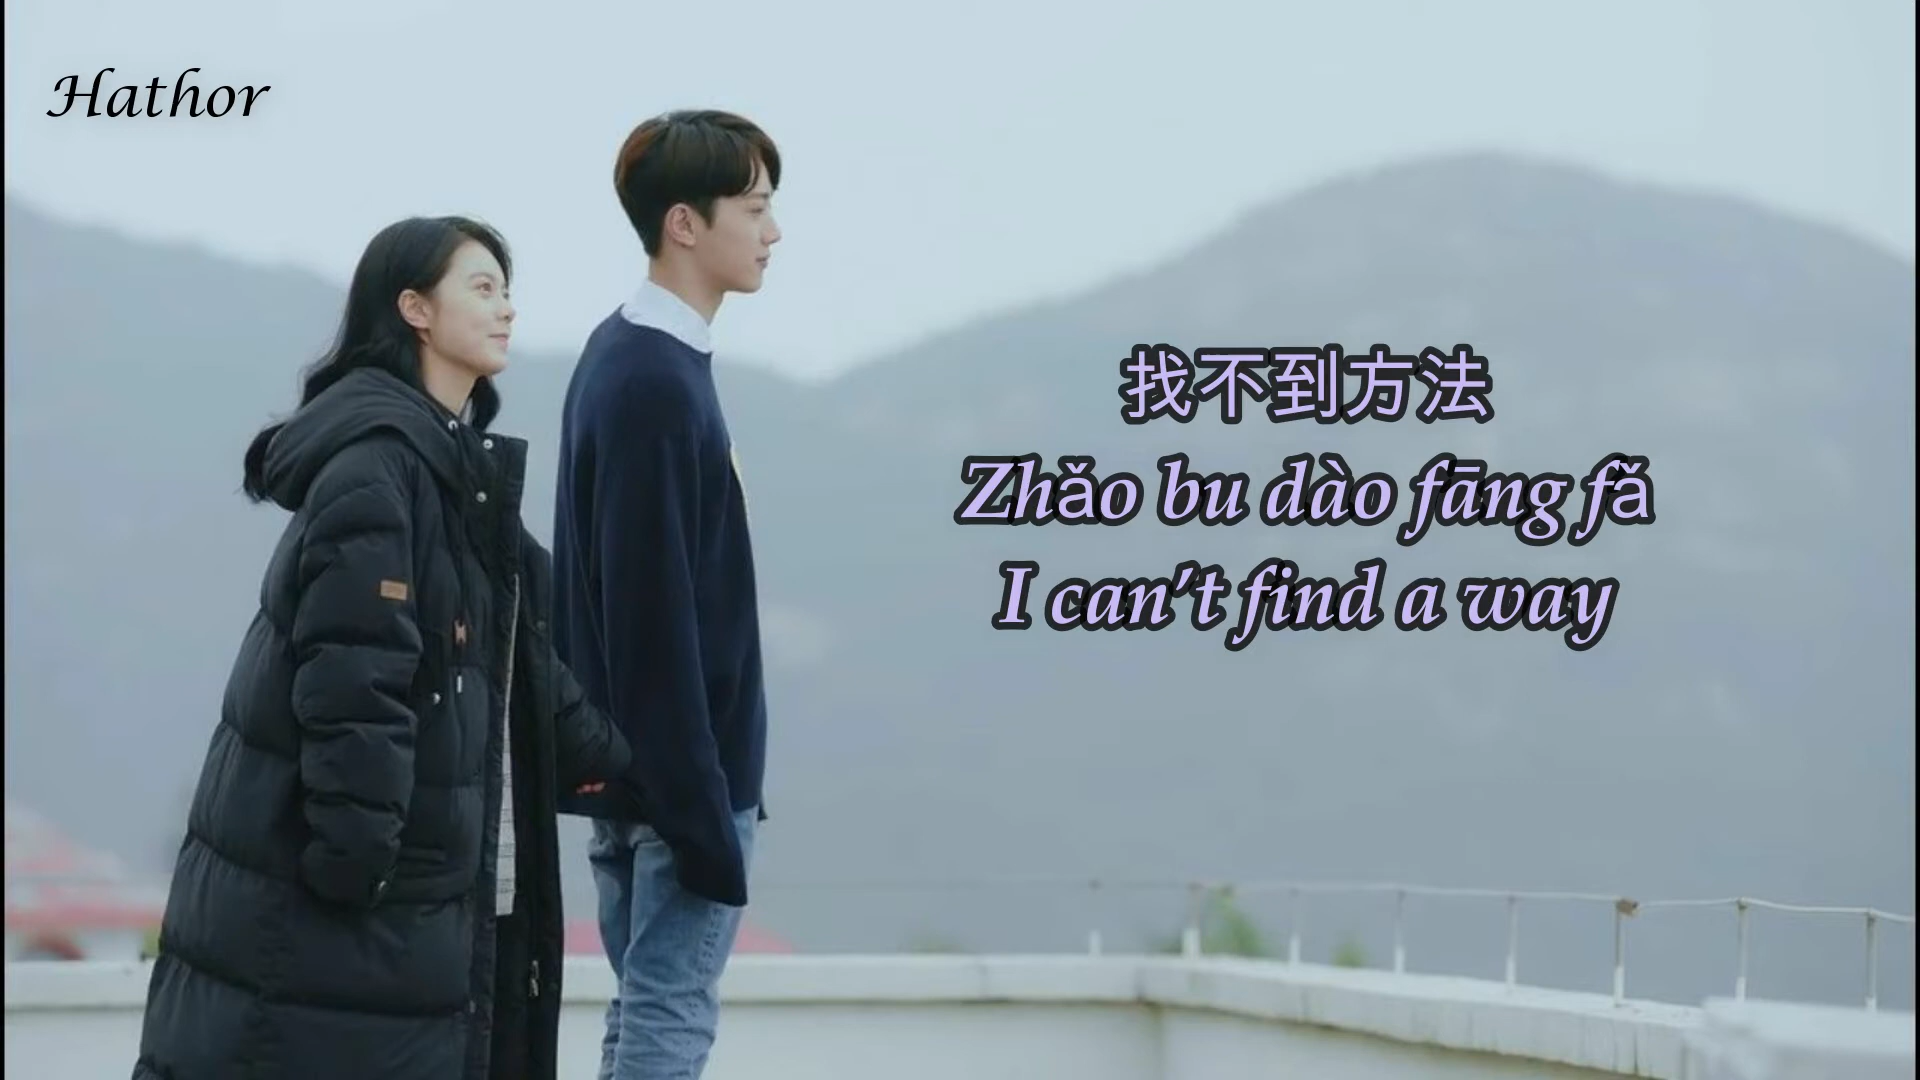 Hathor
找不到方法
Zhǎo bu dào fāng fǎ
I can't find a way